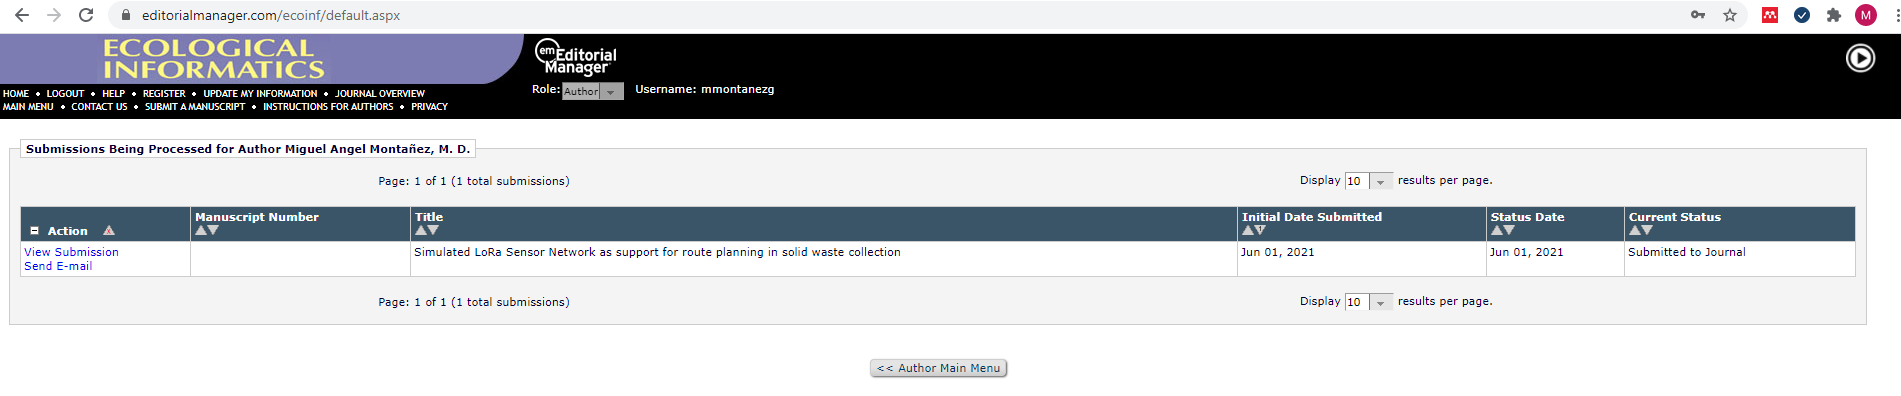 editorialmanager.com/ecoinf/default.aspx
M
ECOLOGICAL
INFORMATICS
em Editorial
Manager®
HOME • LOGOUT • HELP • REGISTER • UPDATE MY INFORMATION • JOURNAL OVERVIEW
MAIN MENU • CONTACT US • SUBMIT A MANUSCRIPT • INSTRUCTIONS FOR AUTHORS • PRIVACY
Role: Author Username: mmontanezg
Submissions Being Processed for Author Miguel Angel Montañez, M. D.
Page: 1 of 1 (1 total submissions) Display 10 results per page.
Action Manuscript Number Title Initial Date Submitted Status Date Current Status
View Submission Simulated LoRa Sensor Network as support for route planning in solid waste collection Jun 01, 2021 Jun 01, 2021 Submitted to Journal
Send E-mail
Page: 1 of 1 (1 total submissions) Display 10 results per page.
<< Author Main Menu